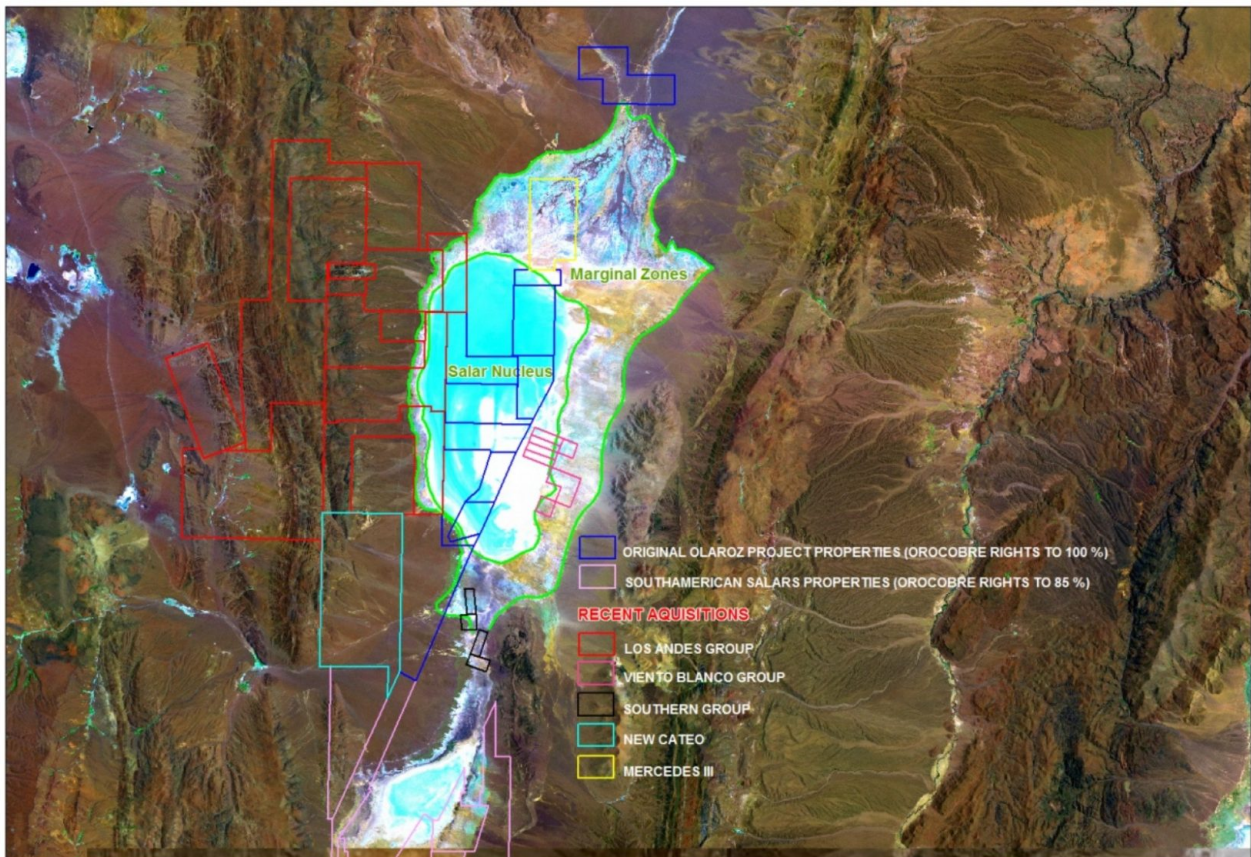 Marginal Zones
Salar Nucleus
ORIGINAL OLAROZ PROJECT PROPERTIES (OROCOBRE RIGHTS TO 100 %)
SOUTHAMERICAN SALARS PROPERTIES (OROCOBRE RIGHTS TO 85 %)
RECENT AQUISITIONS
LOS ANDES GROUP
VIENTO BLANCO GROUP
SOUTHERN GROUP
NEW CATEO
MERCEDES III